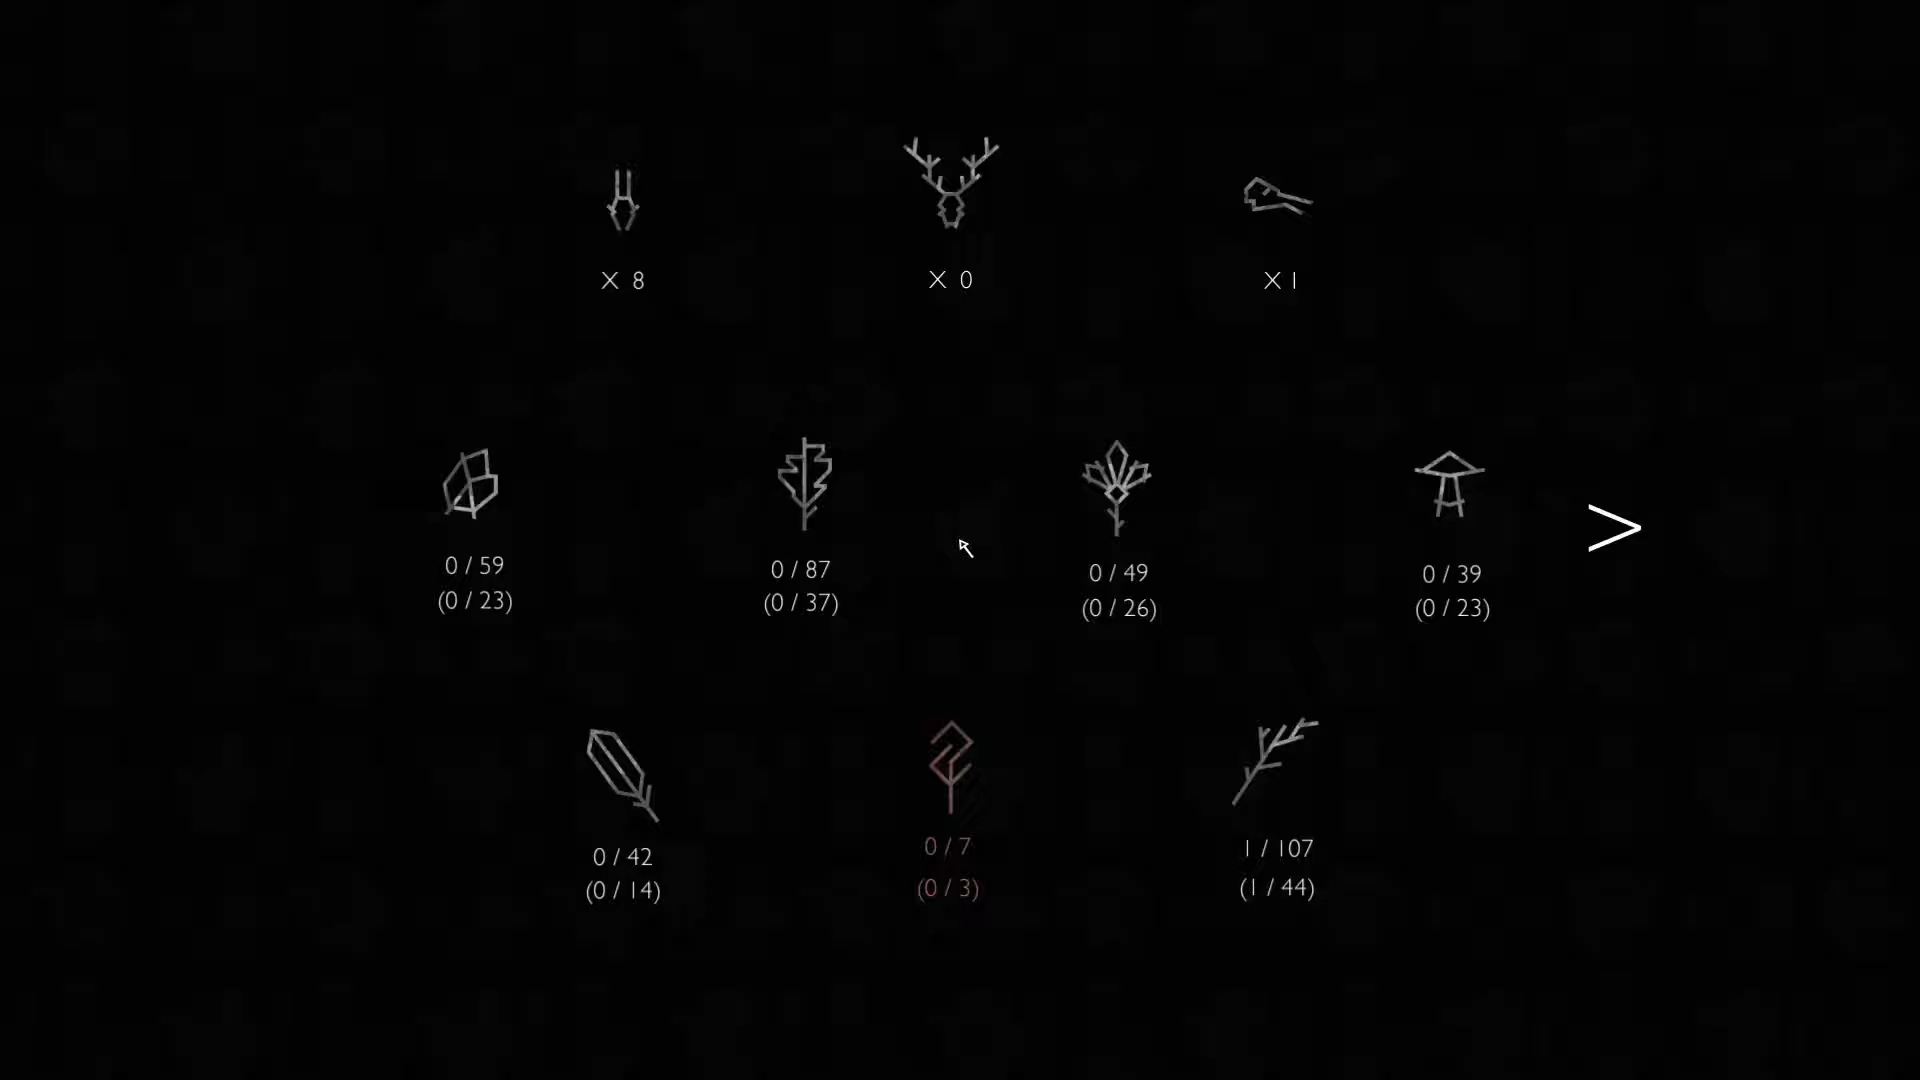 X 8
X 0
X 1
0 / 59
(0 / 23)
0 / 87
(0 / 37)
0 / 49
(0 / 26)
0 / 39
(0 / 23)
>
0 / 42
(0 / 14)
0 / 7
(0 / 3)
1 / 107
(1 / 44)